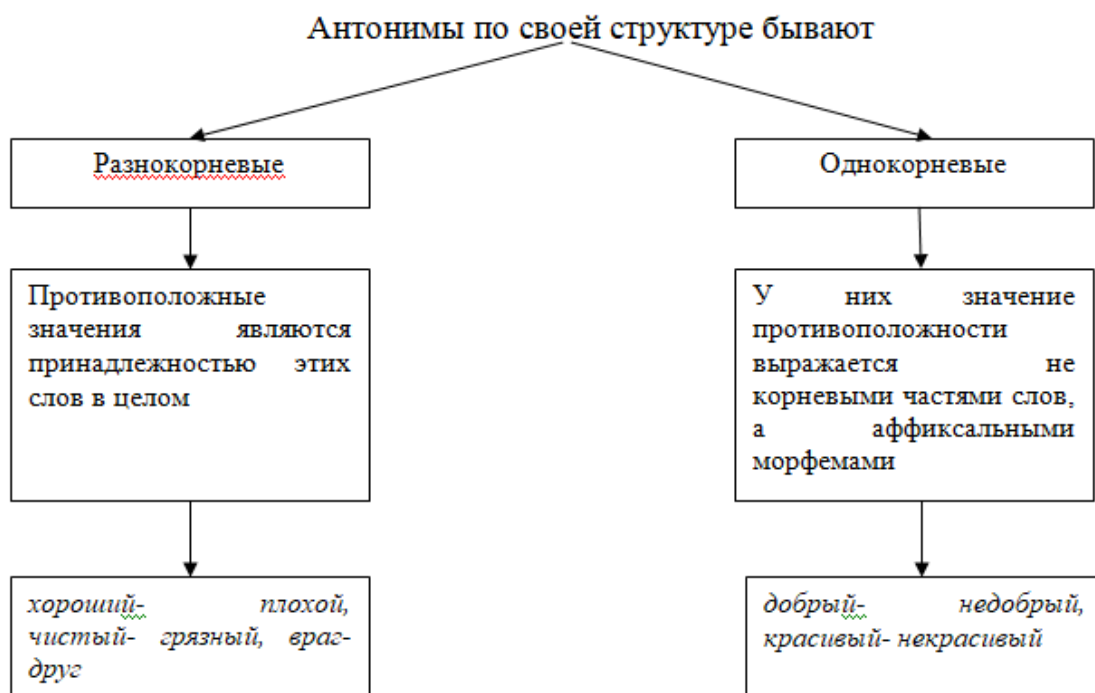 Антонимы по своей структуре бывают
Разнокорневые
Противоположные
значения являются
принадлежностью этих
слов в целом
хороший- плохой,
чистый- грязный, враг-
друг
Однокорневые
У них значение
противоположности
выражается не
корневыми частями слов,
а аффиксальными
морфемами
добрый- недобрый,
красивый- некрасивый